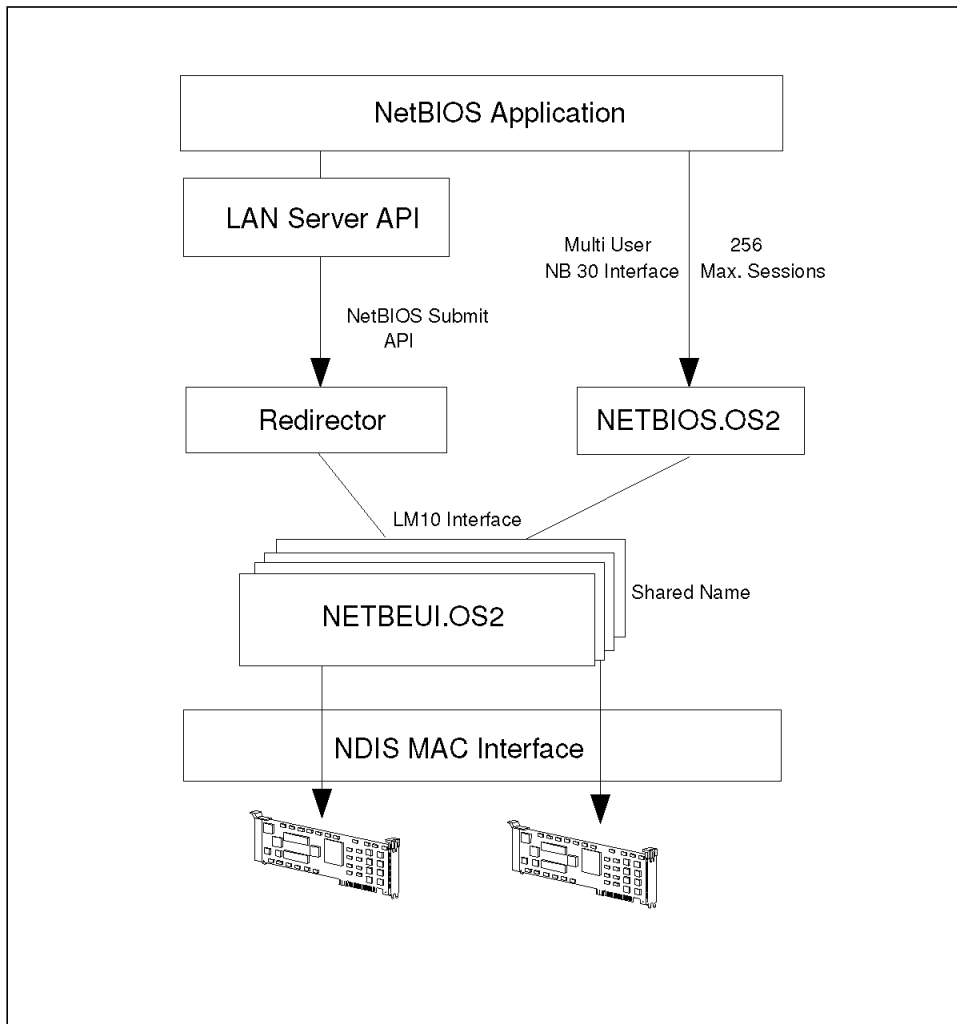 NetBIOS Application
LAN Server API
Multi User
NB 30 Interface
256
Max. Sessions
NetBIOS Submit
API
Redirector
NETBIOS.OS2
LM10 Interface
Shared Name
NETBEUI.OS2
NDIS MAC Interface